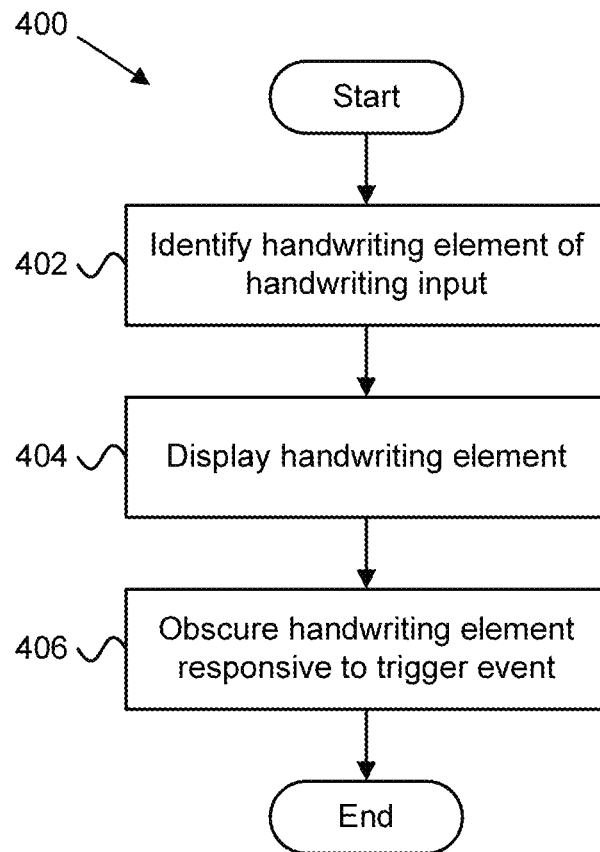 400
Start
402
Identify handwriting element of
handwriting input
404
Display handwriting element
406
Obscure handwriting element
responsive to trigger event
End